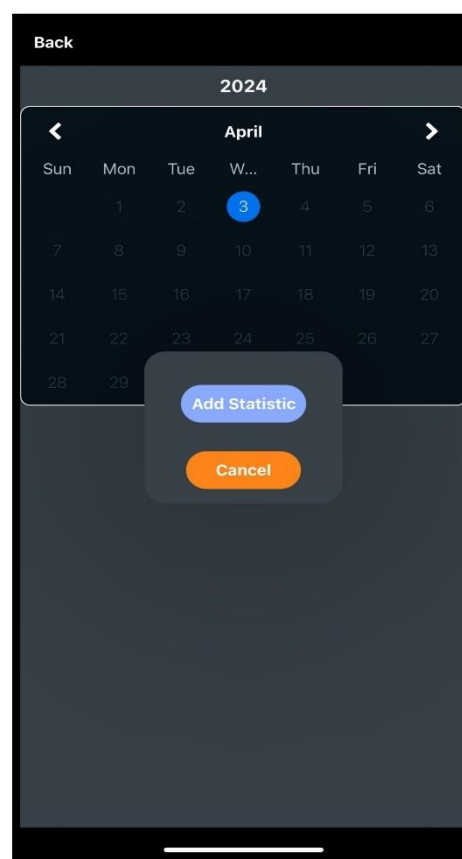 Back
2024
April
Sun Mon Tue W... Thu Fri Sat
1 2 3 4 5 6
7 8 9 10 11 12 13
14 15 16 17 18 19 20
21 22 23 24 25 26 27
28 29
Add Statistic
Cancel